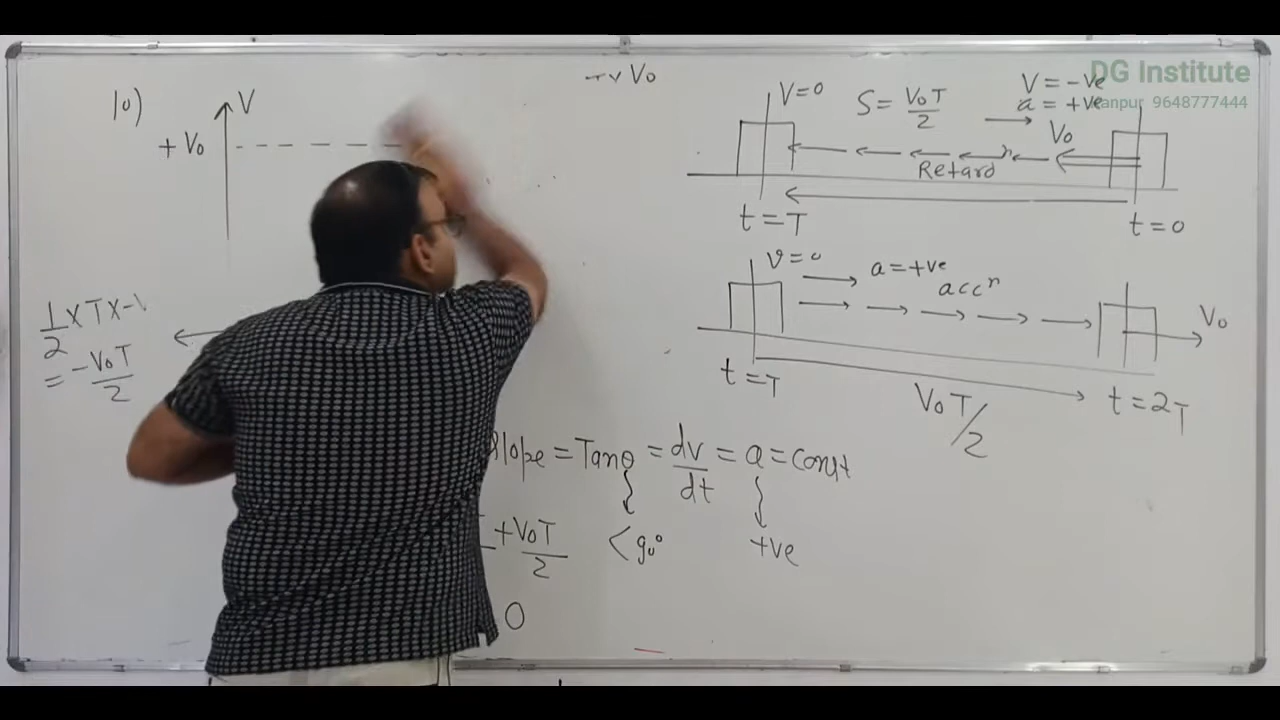 10)
V
+ V₀
V₀
½ × T × -
= -V₀T/2
V=0
S = V₀T/2
V = -ve
a = +ve
V₀
Retard
t=T
t=0
v=0
a=+ve
accⁿ
V₀
t=T
V₀T/2
t=2T
slope = Tanθ = dv/dt = a = const
+V₀T/2
< 90°
+ve
0
DG Institute
Kanpur 9648777444